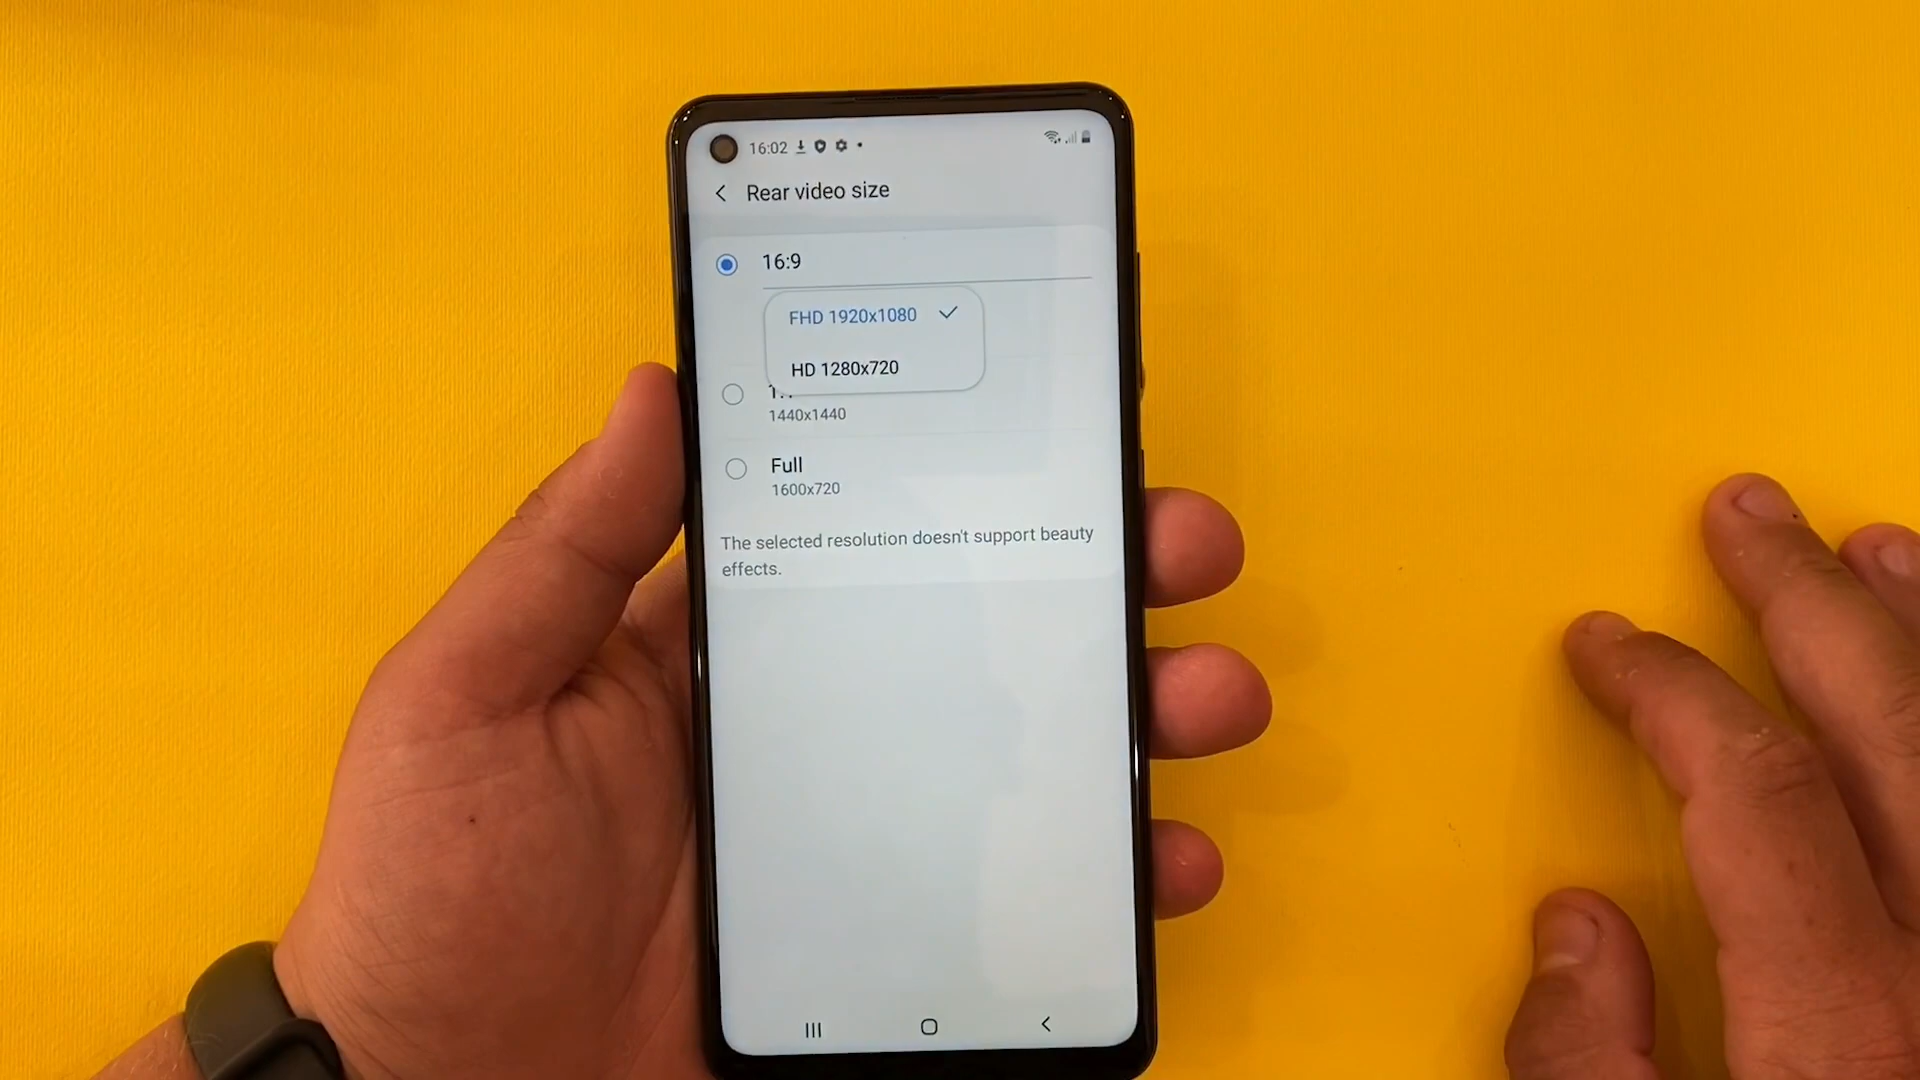 16:02
Rear video size
16:9
FHD 1920x1080
HD 1280x720
1440x1440
Full
1600x720
The selected resolution doesn't support beauty
effects.